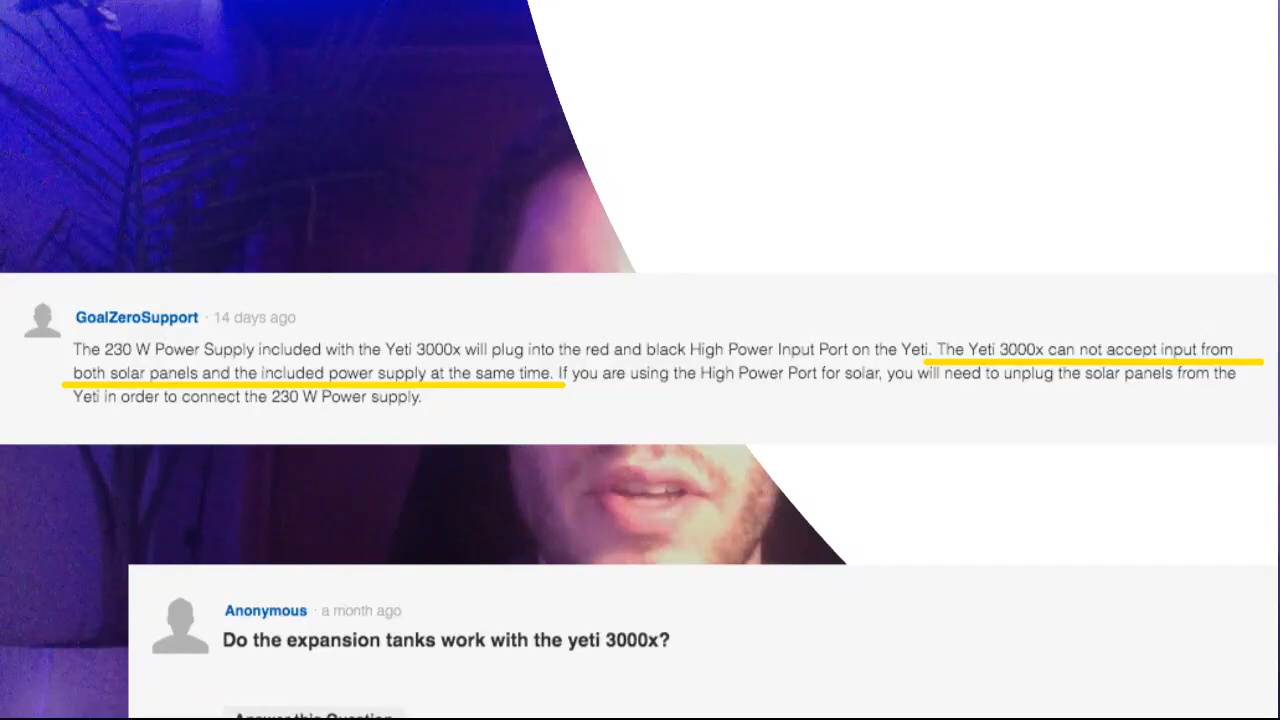 GoalZeroSupport · 14 days ago
The 230 W Power Supply included with the Yeti 3000x will plug into the red and black High Power Input Port on the Yeti. The Yeti 3000x can not accept input from
both solar panels and the included power supply at the same time. If you are using the High Power Port for solar, you will need to unplug the solar panels from the
Yeti in order to connect the 230 W Power supply.
Anonymous · a month ago
Do the expansion tanks work with the yeti 3000x?
Answer this Question